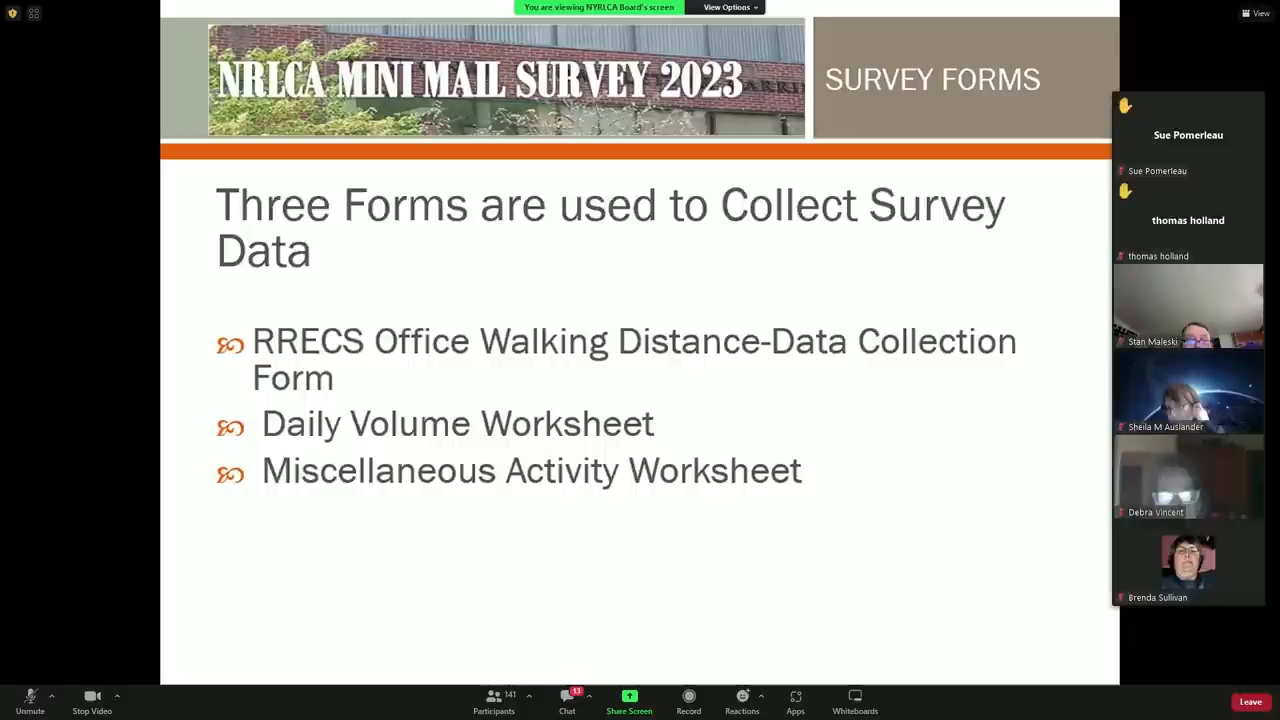 You are viewing NYRLCA Board's screen
View Options
View
NRLCA MINI MAIL SURVEY 2023
SURVEY FORMS
Three Forms are used to Collect Survey
Data
RRECS Office Walking Distance-Data Collection
Form
Daily Volume Worksheet
Miscellaneous Activity Worksheet
Sue Pomerleau
Sue Pomerleau
thomas holland
thomas holland
Stan Maleski
Sheila M Auslander
Debra Vincent
Brenda Sullivan
Unmute
Stop Video
141
Participants
13
Chat
Share Screen
Record
Reactions
Apps
Whiteboards
Leave